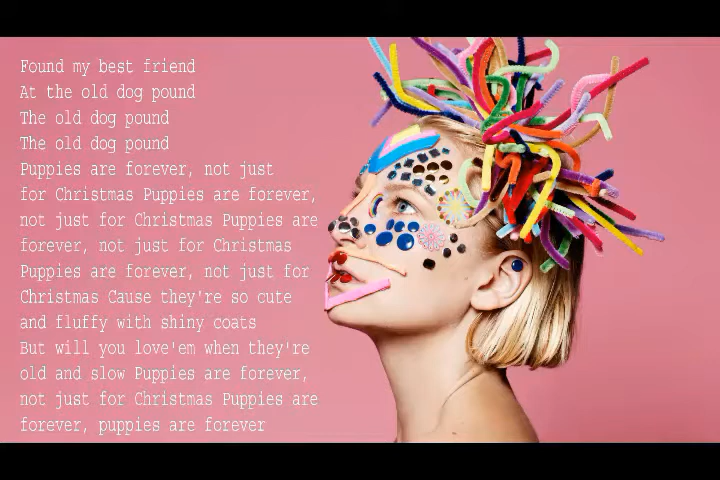 Found my best friend
At the old dog pound
The old dog pound
The old dog pound
Puppies are forever, not just
for Christmas Puppies are forever,
not just for Christmas Puppies are
forever, not just for Christmas
Puppies are forever, not just for
Christmas Cause they're so cute
and fluffy with shiny coats
But will you love'em when they're
old and slow Puppies are forever,
not just for Christmas Puppies are
forever, puppies are forever